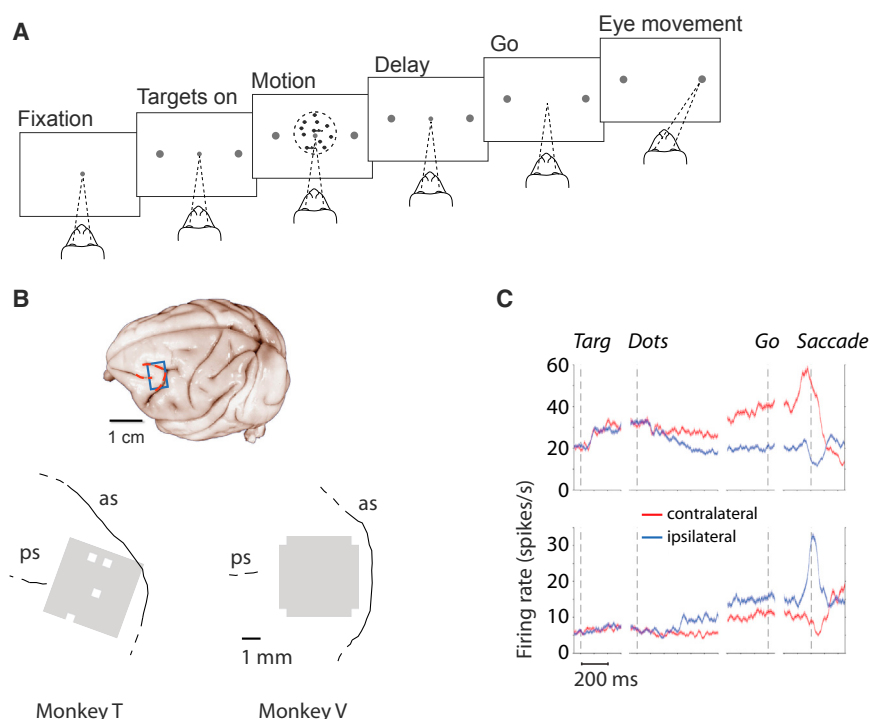 A
Fixation
Targets on
Motion
Delay
Go
Eye movement
B
1 cm
as
ps
as
ps
1 mm
Monkey T
Monkey V
C
Targ Dots Go Saccade
60
40
20
0
contralateral
ipsilateral
30
20
10
0
Firing rate (spikes/s)
200 ms